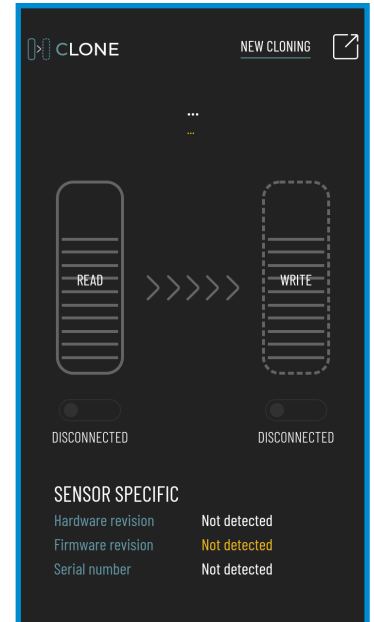 CLONE
NEW CLONING
...
...
READ
WRITE
DISCONNECTED
DISCONNECTED
SENSOR SPECIFIC
Hardware revision Not detected
Firmware revision Not detected
Serial number Not detected